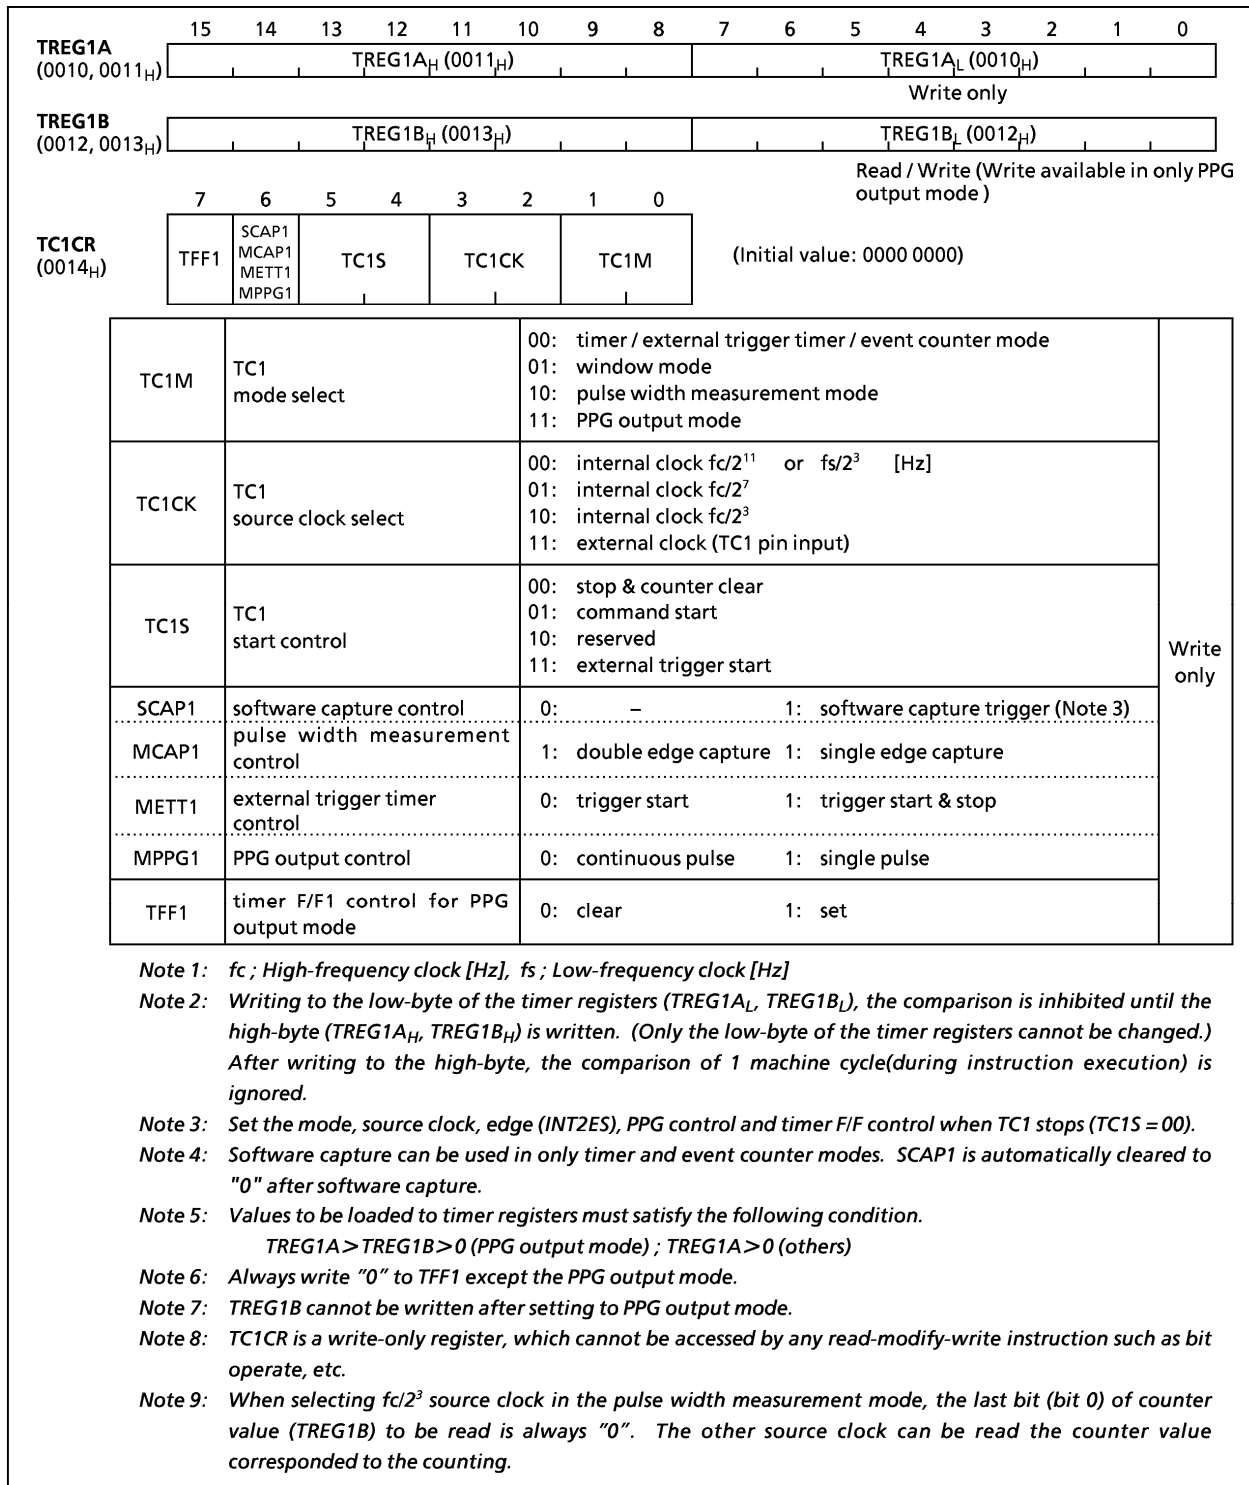 15 14 13 12 11 10 9 8 7 6 5 4 3 2 1 0
TREG1A
(0010, 0011H)
TREG1AH (0011H) TREG1AL (0010H)
Write only
TREG1B
(0012, 0013H)
TREG1BH (0013H) TREG1BL (0012H)
Read / Write (Write available in only PPG
output mode )
7 6 5 4 3 2 1 0
TC1CR
(0014H)
TFF1
SCAP1
MCAP1
METT1
MPPG1
TC1S TC1CK TC1M
(Initial value: 0000 0000)
TC1M
TC1
mode select
00: timer / external trigger timer / event counter mode
01: window mode
10: pulse width measurement mode
11: PPG output mode
TC1CK
TC1
source clock select
00: internal clock fc/2¹¹ or fs/2³ [Hz]
01: internal clock fc/2⁷
10: internal clock fc/2³
11: external clock (TC1 pin input)
TC1S
TC1
start control
00: stop & counter clear
01: command start
10: reserved
11: external trigger start
Write
only
SCAP1 software capture control 0: – 1: software capture trigger (Note 3)
MCAP1
pulse width measurement
control
1: double edge capture 1: single edge capture
METT1
external trigger timer
control
0: trigger start 1: trigger start & stop
MPPG1 PPG output control 0: continuous pulse 1: single pulse
TFF1
timer F/F1 control for PPG
output mode
0: clear 1: set
Note 1: fc ; High-frequency clock [Hz], fs ; Low-frequency clock [Hz]
Note 2: Writing to the low-byte of the timer registers (TREG1AL, TREG1BL), the comparison is inhibited until the
high-byte (TREG1AH, TREG1BH) is written. (Only the low-byte of the timer registers cannot be changed.)
After writing to the high-byte, the comparison of 1 machine cycle(during instruction execution) is
ignored.
Note 3: Set the mode, source clock, edge (INT2ES), PPG control and timer F/F control when TC1 stops (TC1S = 00).
Note 4: Software capture can be used in only timer and event counter modes. SCAP1 is automatically cleared to
"0" after software capture.
Note 5: Values to be loaded to timer registers must satisfy the following condition.
TREG1A > TREG1B > 0 (PPG output mode) ; TREG1A > 0 (others)
Note 6: Always write "0" to TFF1 except the PPG output mode.
Note 7: TREG1B cannot be written after setting to PPG output mode.
Note 8: TC1CR is a write-only register, which cannot be accessed by any read-modify-write instruction such as bit
operate, etc.
Note 9: When selecting fc/2³ source clock in the pulse width measurement mode, the last bit (bit 0) of counter
value (TREG1B) to be read is always "0". The other source clock can be read the counter value
corresponded to the counting.